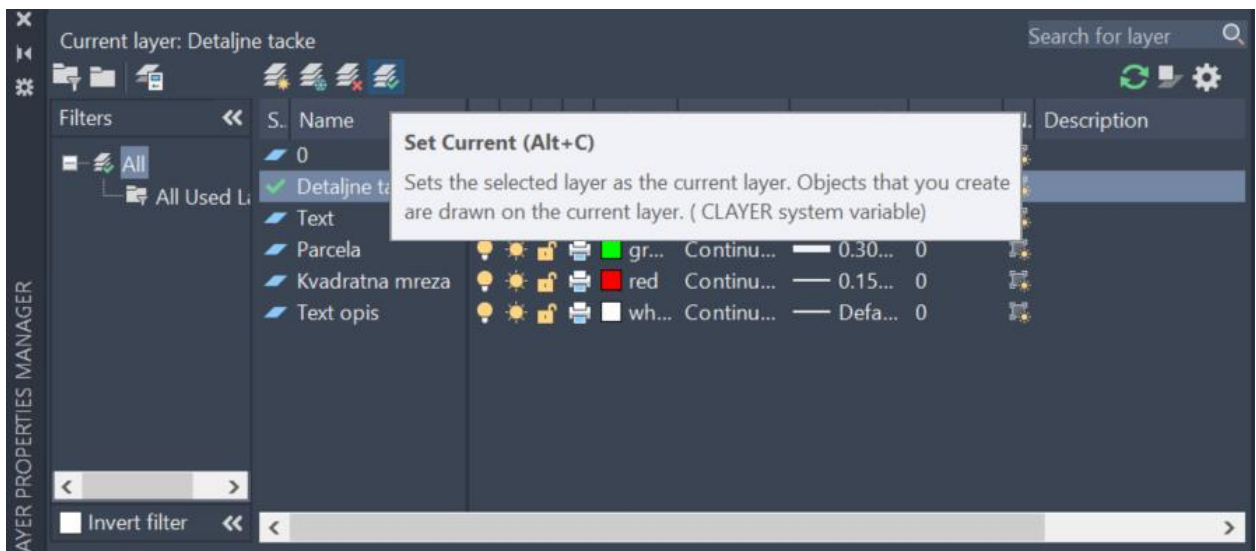 Current layer: Detaljne tacke
Search for layer
Filters
S.. Name
Description
All
All Used
0
Detaljne
Text
Parcela gr... Continu... 0.30... 0
Kvadratna mreza red Continu... 0.15... 0
Text opis wh... Continu... Defa... 0
Set Current (Alt+C)
Sets the selected layer as the current layer. Objects that you create
are drawn on the current layer. ( CLAYER system variable)
Invert filter
AYER PROPERTIES MANAGER